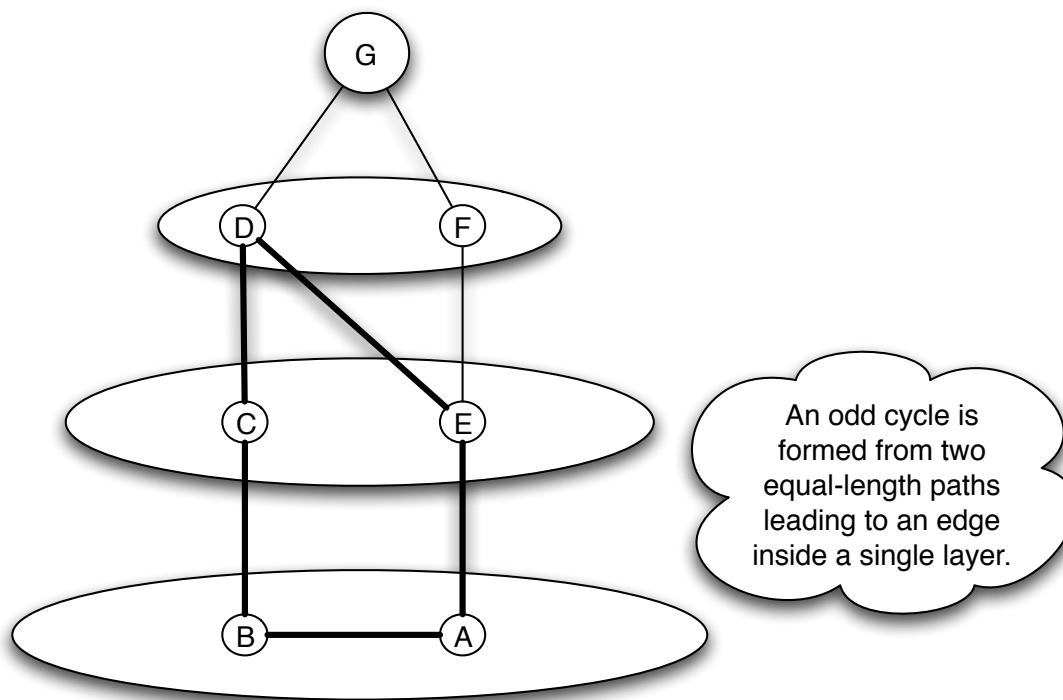 G
D
F
C
E
An odd cycle is
formed from two
equal-length paths
leading to an edge
inside a single layer.
B
A